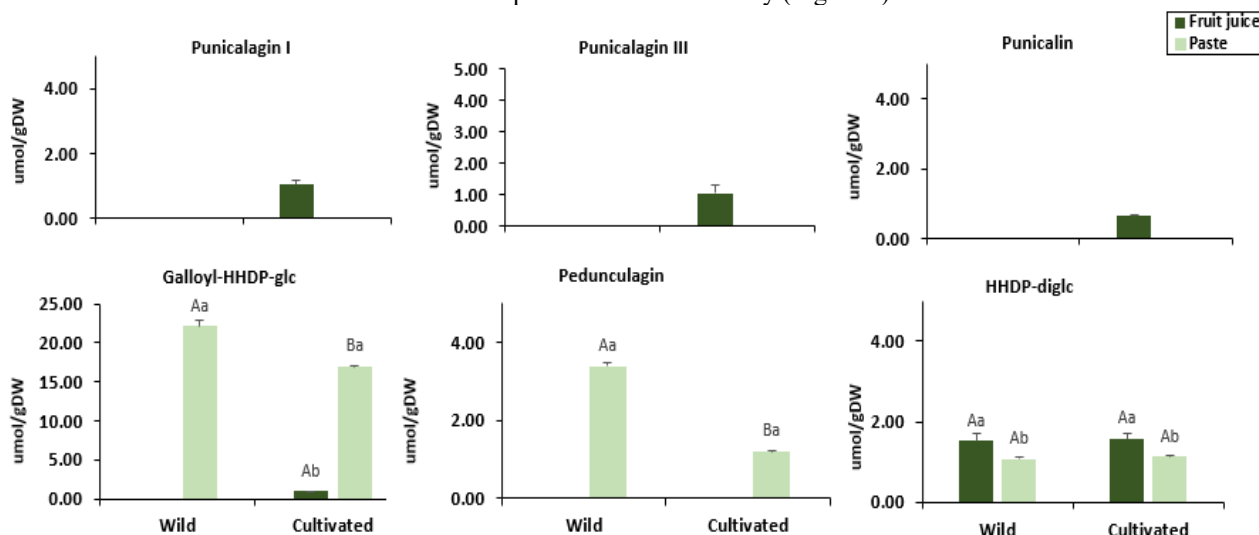 Fruit juice
Paste
Punicalagin I
umol/gDW
4.00
2.00
0.00
Punicalagin III
umol/gDW
5.00
4.00
3.00
2.00
1.00
0.00
Punicalin
umol/gDW
4.00
2.00
0.00
Galloyl-HHDP-glc
umol/gDW
25.00
20.00
15.00
10.00
5.00
0.00
Aa
Ab
Ba
Wild
Cultivated
Pedunculagin
umol/gDW
4.00
2.00
0.00
Aa
Ba
Wild
Cultivated
HHDP-diglc
umol/gDW
4.00
2.00
0.00
Aa
Ab
Aa
Ab
Wild
Cultivated